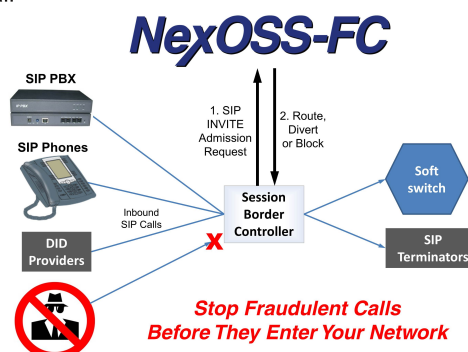 NexOSS-FC
SIP PBX
1. SIP
INVITE
Admission
Request
2. Route,
Divert
or Block
SIP Phones
Inbound
SIP Calls
Session
Border
Controller
Soft
switch
DID
Providers
X
SIP
Terminators
Stop Fraudulent Calls
Before They Enter Your Network